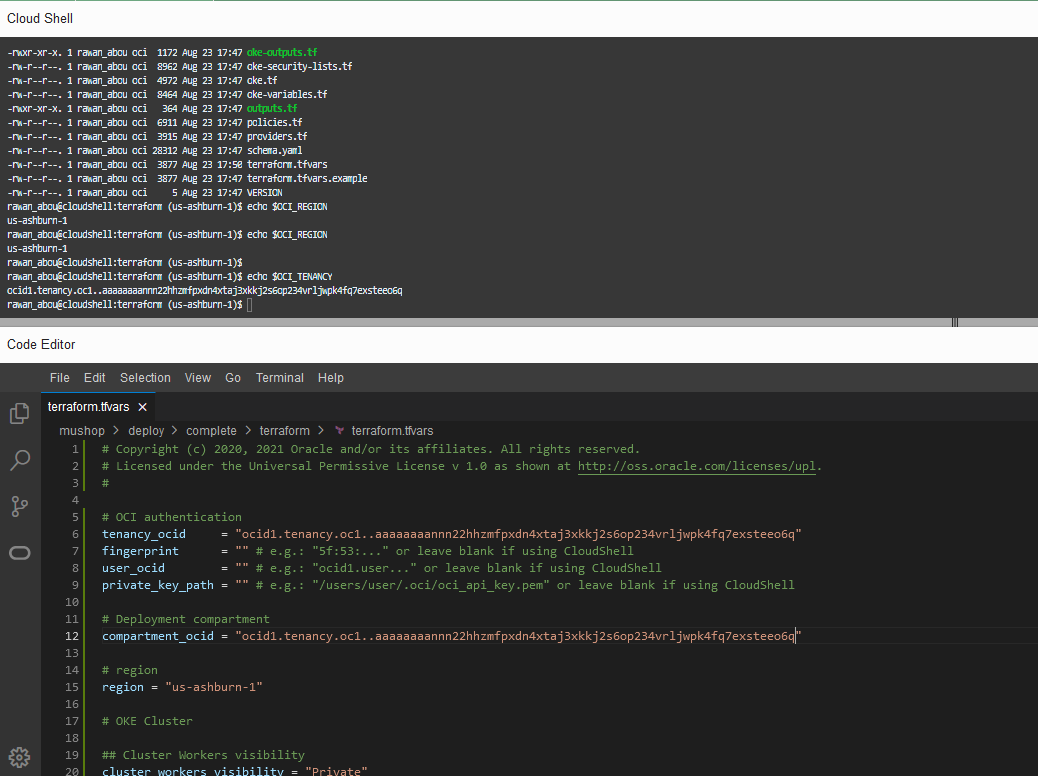 Cloud Shell
-rwxr-xr-x. 1 rawan_abou oci  1172 Aug 23 17:47 oke-outputs.tf
-rw-r--r--. 1 rawan_abou oci  8962 Aug 23 17:47 oke-security-lists.tf
-rw-r--r--. 1 rawan_abou oci  4972 Aug 23 17:47 oke.tf
-rw-r--r--. 1 rawan_abou oci  8464 Aug 23 17:47 oke-variables.tf
-rwxr-xr-x. 1 rawan_abou oci   364 Aug 23 17:47 outputs.tf
-rw-r--r--. 1 rawan_abou oci  6911 Aug 23 17:47 policies.tf
-rw-r--r--. 1 rawan_abou oci  3915 Aug 23 17:47 providers.tf
-rw-r--r--. 1 rawan_abou oci 28312 Aug 23 17:47 schema.yaml
-rw-r--r--. 1 rawan_abou oci  3877 Aug 23 17:50 terraform.tfvars
-rw-r--r--. 1 rawan_abou oci  3877 Aug 23 17:47 terraform.tfvars.example
-rw-r--r--. 1 rawan_abou oci     5 Aug 23 17:47 VERSION
rawan_abou@cloudshell:terraform (us-ashburn-1)$ echo $OCI_REGION
us-ashburn-1
rawan_abou@cloudshell:terraform (us-ashburn-1)$ echo $OCI_REGION
us-ashburn-1
rawan_abou@cloudshell:terraform (us-ashburn-1)$
rawan_abou@cloudshell:terraform (us-ashburn-1)$ echo $OCI_TENANCY
ocid1.tenancy.oc1..aaaaaaaannn22hhzmfpxdn4xtaj3xkkj2s6op234vrljwpk4fq7exsteeo6q
rawan_abou@cloudshell:terraform (us-ashburn-1)$
Code Editor
File Edit Selection View Go Terminal Help
terraform.tfvars
mushop > deploy > complete > terraform > terraform.tfvars
1 # Copyright (c) 2020, 2021 Oracle and/or its affiliates. All rights reserved.
2 # Licensed under the Universal Permissive License v 1.0 as shown at http://oss.oracle.com/licenses/upl.
3 #
4
5 # OCI authentication
6 tenancy_ocid     = "ocid1.tenancy.oc1..aaaaaaaannn22hhzmfpxdn4xtaj3xkkj2s6op234vrljwpk4fq7exsteeo6q"
7 fingerprint      = "" # e.g.: "5f:53:..." or leave blank if using CloudShell
8 user_ocid        = "" # e.g.: "ocid1.user..." or leave blank if using CloudShell
9 private_key_path = "" # e.g.: "/users/user/.oci/oci_api_key.pem" or leave blank if using CloudShell
10
11 # Deployment compartment
12 compartment_ocid = "ocid1.tenancy.oc1..aaaaaaaannn22hhzmfpxdn4xtaj3xkkj2s6op234vrljwpk4fq7exsteeo6q"
13
14 # region
15 region = "us-ashburn-1"
16
17 # OKE Cluster
18
19 ## Cluster Workers visibility
20 cluster_workers_visibility = "Private"